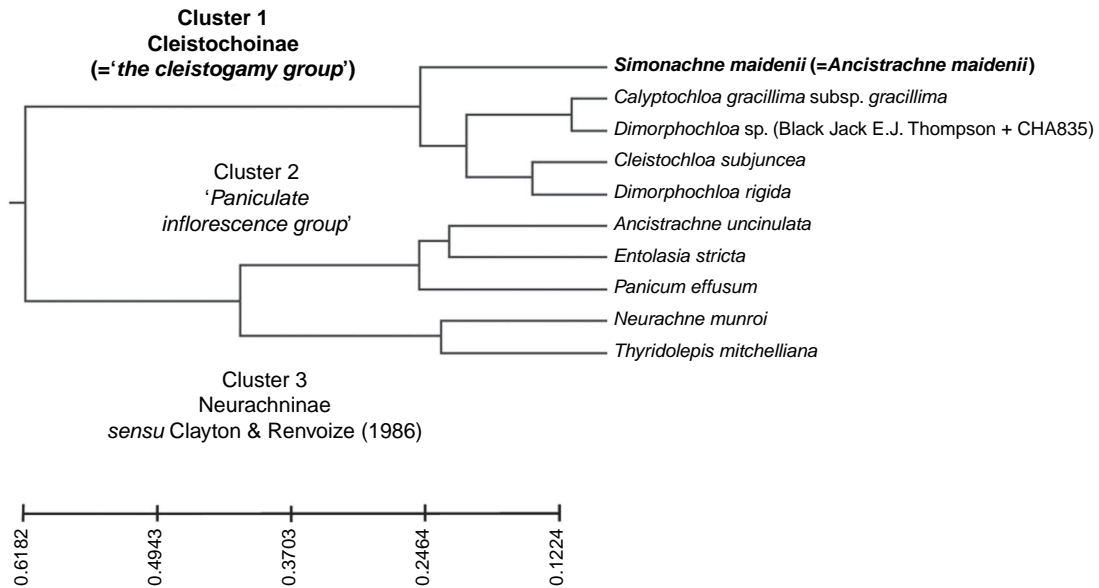 Cluster 1
Cleistochoinae
(=‘the cleistogamy group’)
Simonachne maidenii (=Ancistrachne maidenii)
Calyptochloa gracillima subsp. gracillima
Dimorphochloa sp. (Black Jack E.J. Thompson + CHA835)
Cleistochloa subjuncea
Dimorphochloa rigida
Cluster 2
‘Paniculate
inflorescence group’
Ancistrachne uncinulata
Entolasia stricta
Panicum effusum
Neurachne munroi
Thyridolepis mitchelliana
Cluster 3
Neurachninae
sensu Clayton & Renvoize (1986)
0.6182
0.4943
0.3703
0.2464
0.1224